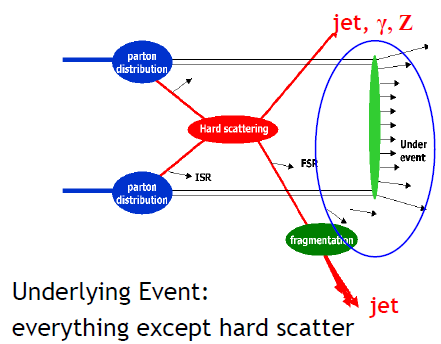 jet, γ, Z
parton
distribution
Hard scattering
Under
event
FSR
ISR
parton
distribution
fragmentation
Underlying Event:
jet
everything except hard scatter